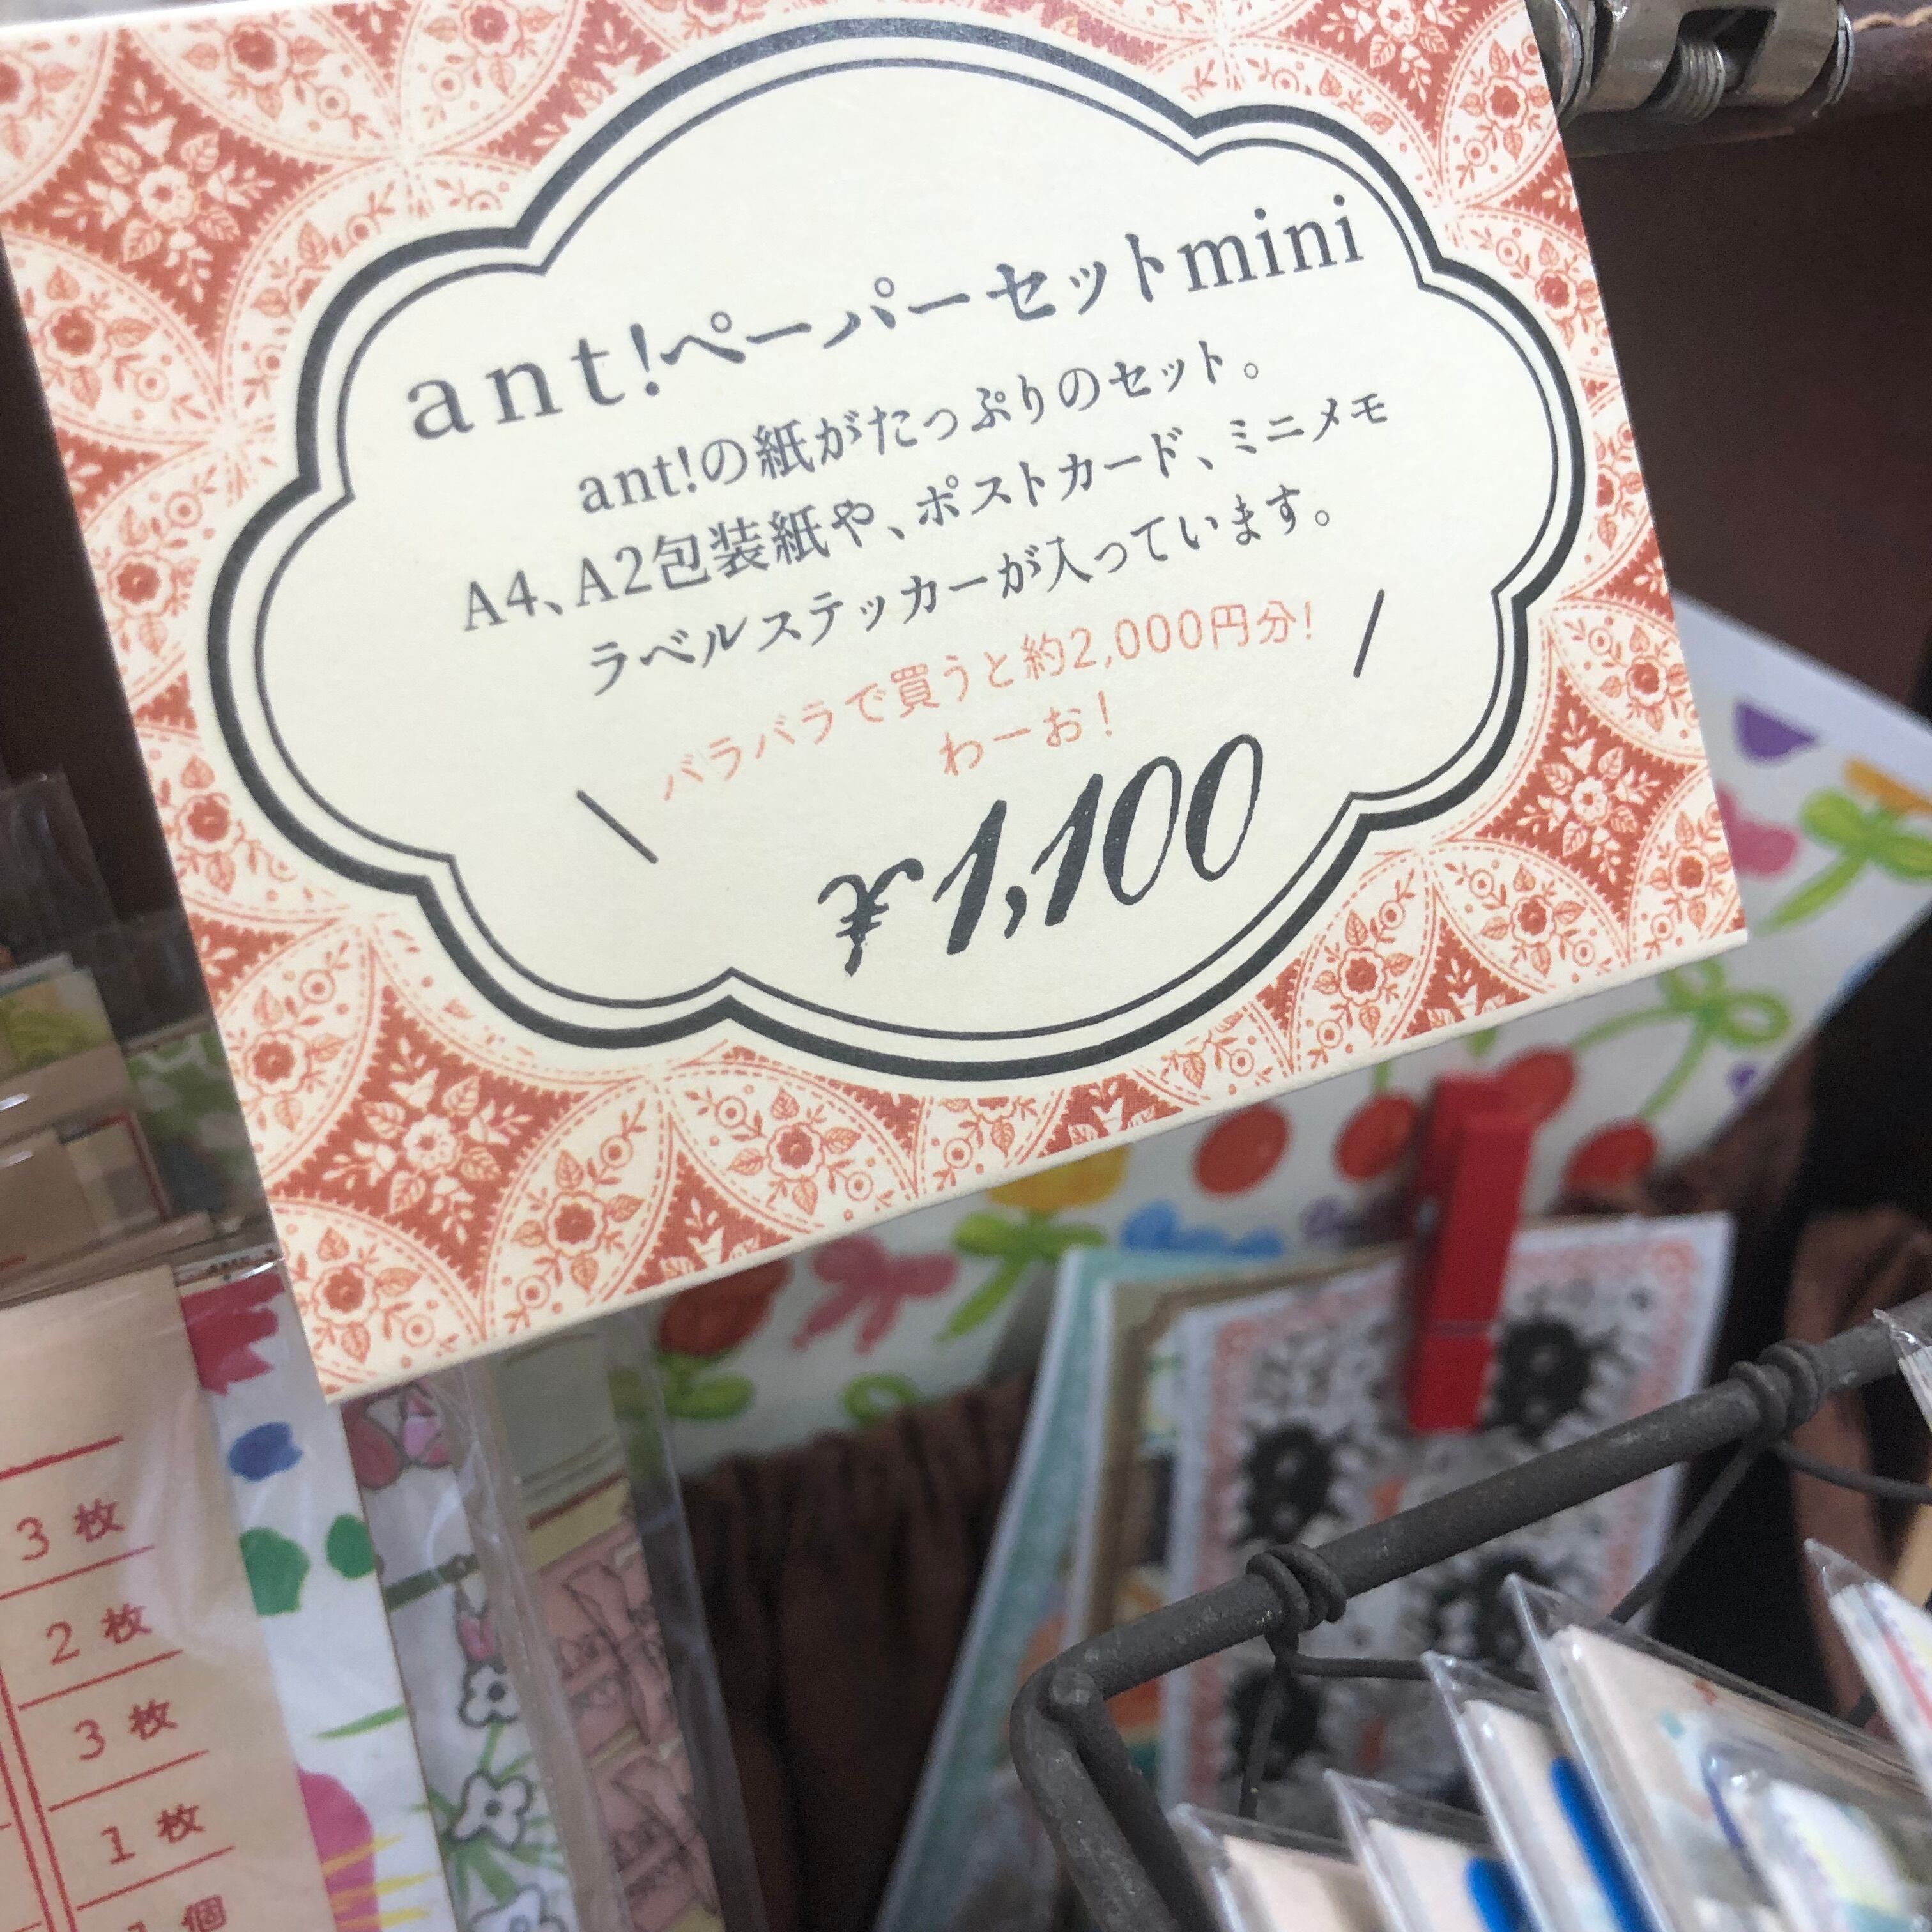 ant!ペーパーセットmini
ant!の紙がたっぷりのセット。
A4、A2包装紙や、ポストカード、ミニメモ
ラベルステッカーが入っています。
バラバラで買うと約2,000円分!
わーお!
¥1,100
3 枚
2 枚
3 枚
1 枚
個